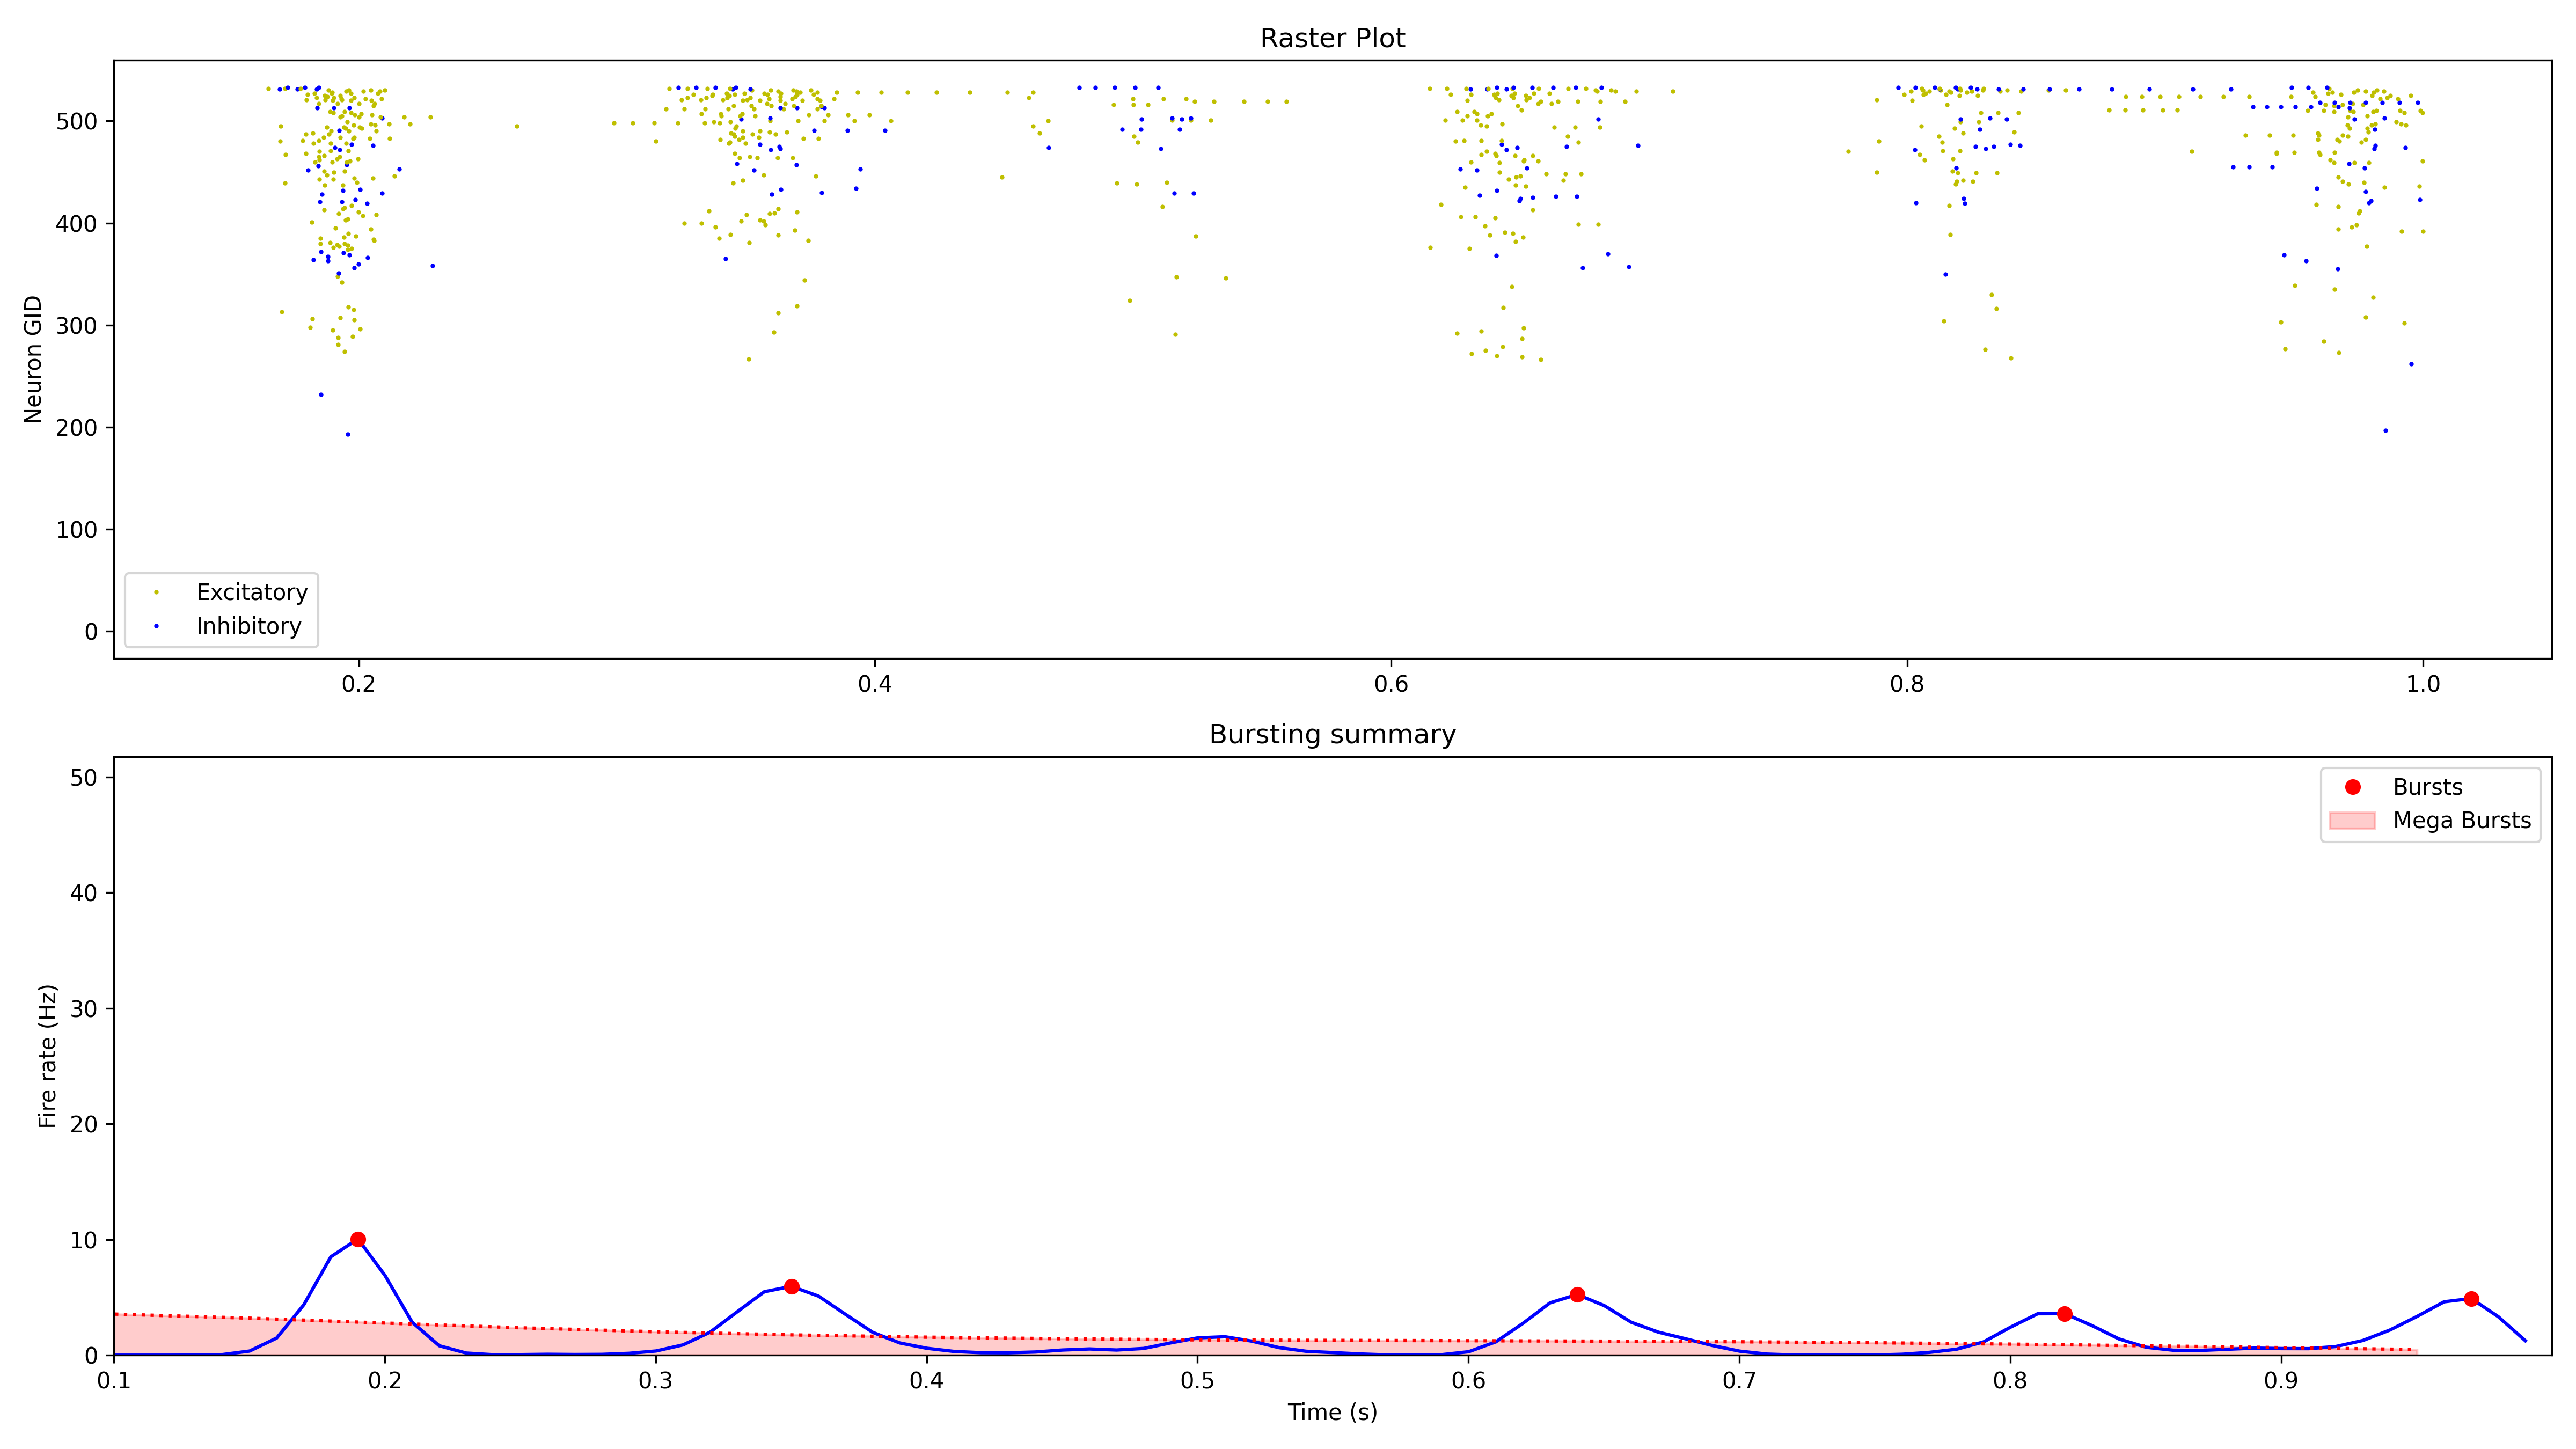 Raster Plot
Neuron GID
500
400
300
200
100
0
Excitatory
Inhibitory
0.2 0.4 0.6 0.8 1.0
Bursting summary
Fire rate (Hz)
50
40
30
20
10
0
Bursts
Mega Bursts
0.1 0.2 0.3 0.4 0.5 0.6 0.7 0.8 0.9
Time (s)